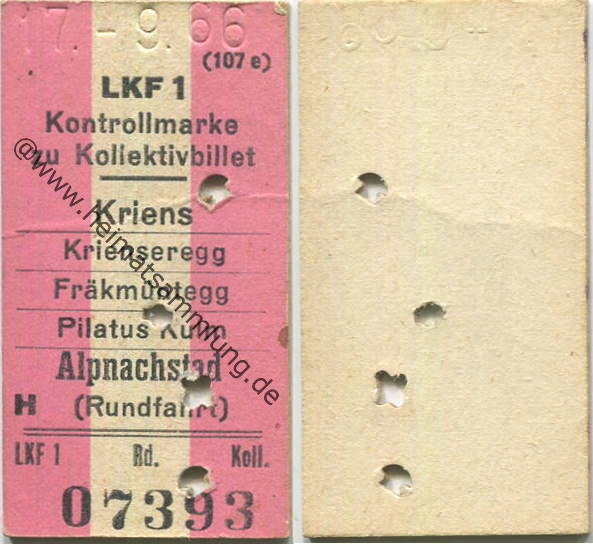 17.-9.66
(107 e)
LKF 1
Kontrollmarke
zu Kollektivbillet
Kriens
Krienseregg
Fräkmüntegg
Pilatus Kulm
Alpnachstad
H (Rundfahrt)
LKF 1 Rd. Koll.
07393
@www.heimatsammlung.de